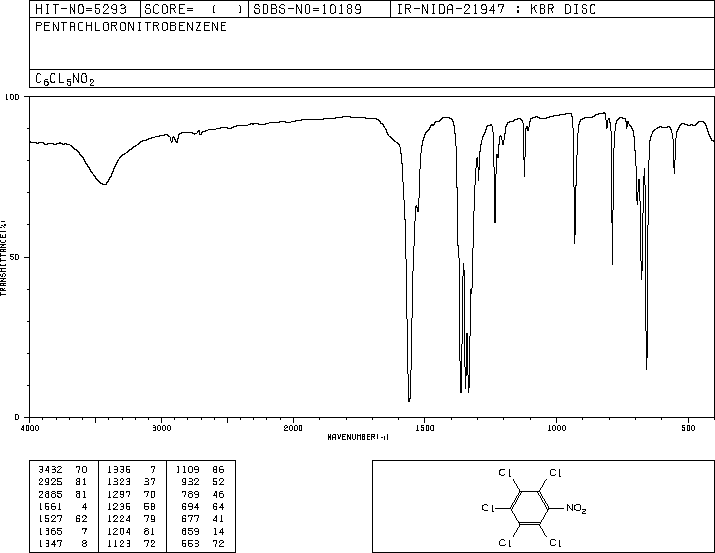 HIT-NO=5293 SCORE= ( ) SDBS-NO=10189 IR-NIDA-21947 : KBR DISC
PENTACHLORONITROBENZENE
C6CL5NO2
100
50
0
TRANSMITTANCE(%)
4000 3000 2000 1500 1000 500
WAVENUMBER(-1)
3432 70 1336 7 1109 86
2925 81 1323 37 932 52
2885 81 1297 70 789 46
1561 4 1236 58 694 64
1527 62 1224 79 677 41
1365 7 1204 81 659 14
1347 8 1123 72 553 72
Cl Cl
Cl NO2
Cl Cl